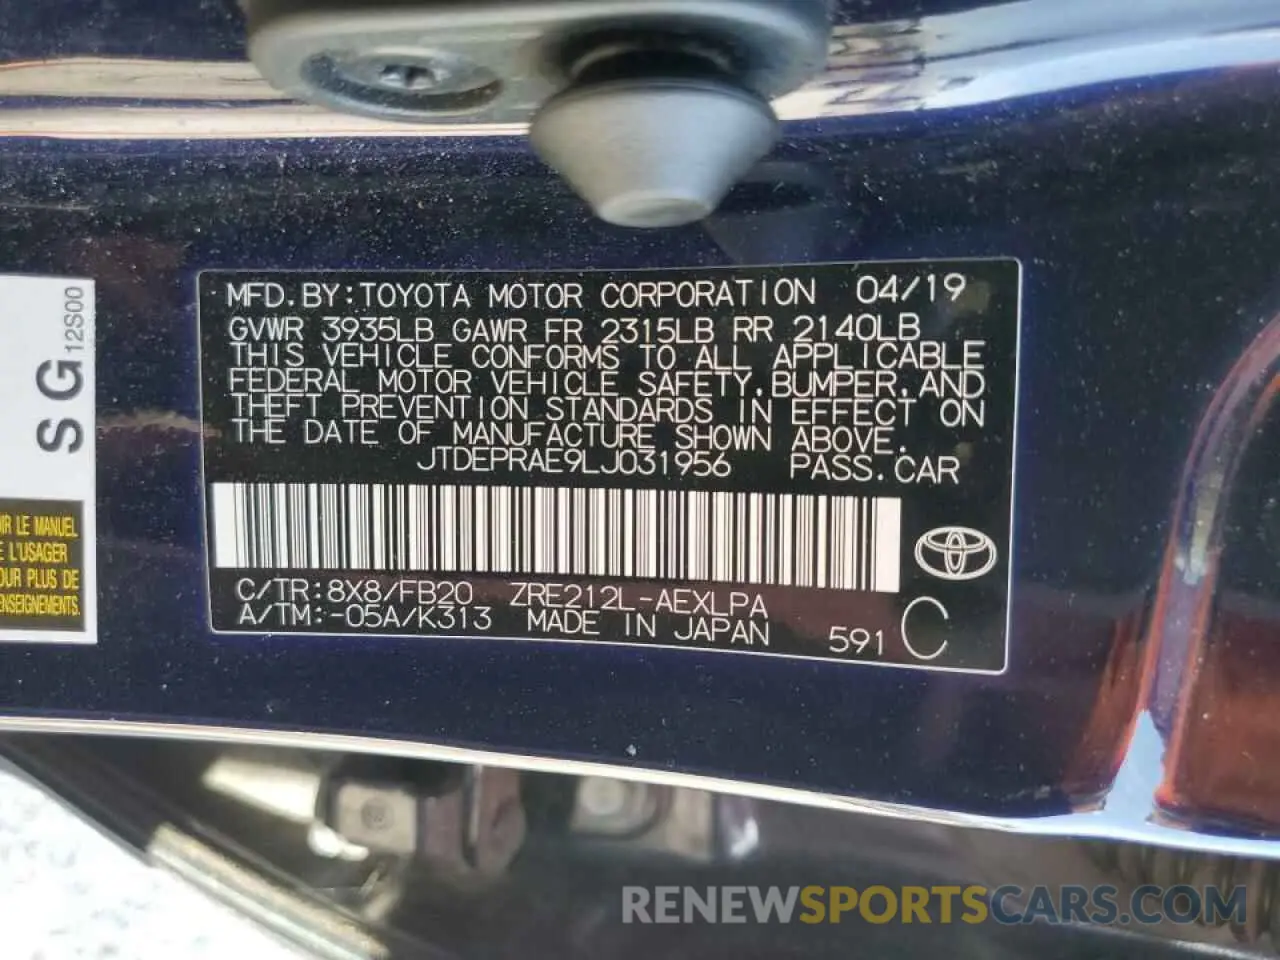 MFD.BY:TOYOTA MOTOR CORPORATION 04/19
GVWR 3935LB GAWR FR 2315LB RR 2140LB
THIS VEHICLE CONFORMS TO ALL APPLICABLE
FEDERAL MOTOR VEHICLE SAFETY,BUMPER,AND
THEFT PREVENTION STANDARDS IN EFFECT ON
THE DATE OF MANUFACTURE SHOWN ABOVE.
JTDEPRAE9LJ031956 PASS.CAR
C/TR:8X8/FB20 ZRE212L-AEXLPA
A/TM:-05A/K313 MADE IN JAPAN 591 C
SG 12S00
IR LE MANUEL
E L'USAGER
OUR PLUS DE
ENSEIGNEMENTS.
RENEWSPORTSCARS.COM